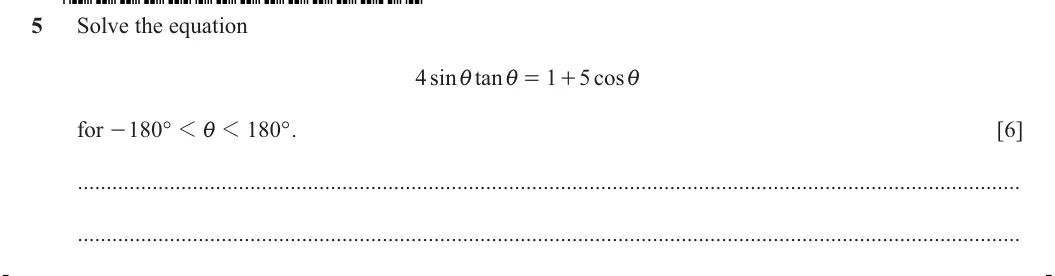 5 Solve the equation
4 sin θ tan θ = 1 + 5 cos θ
for −180° < θ < 180°. [6]